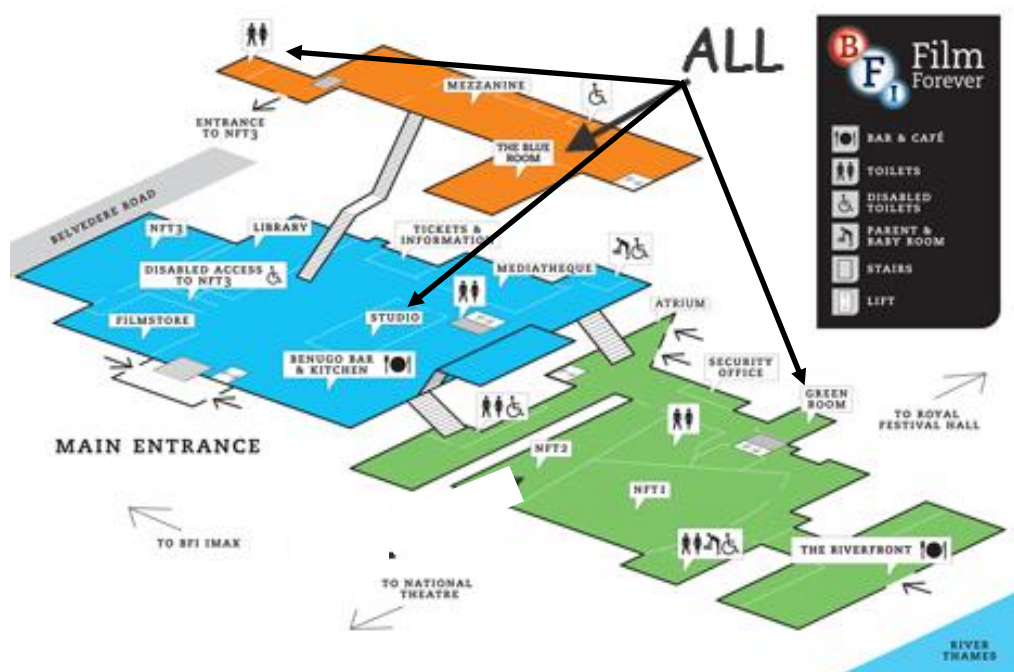 ALL
BFI
Film
Forever
BAR & CAFÉ
TOILETS
DISABLED
TOILETS
PARENT &
BABY ROOM
STAIRS
LIFT
MEZZANINE
ENTRANCE
TO NFT3
THE BLUE
ROOM
BELVEDERE ROAD
NFT3
LIBRARY
TICKETS &
INFORMATION
DISABLED ACCESS
TO NFT3
MEDIATHEQUE
FILMSTORE
STUDIO
ATRIUM
BENUGO BAR
& KITCHEN
SECURITY
OFFICE
GREEN
ROOM
TO ROYAL
FESTIVAL HALL
MAIN ENTRANCE
NFT2
NFT1
TO BFI IMAX
THE RIVERFRONT
TO NATIONAL
THEATRE
RIVER
THAMES